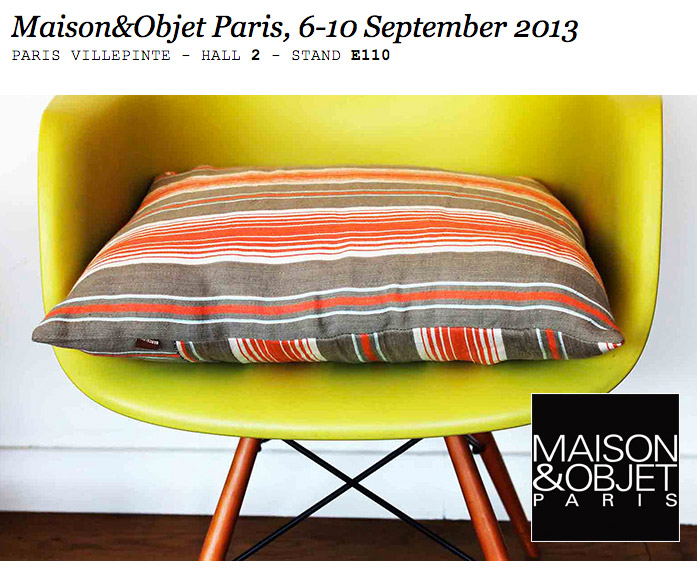 Maison&Objet Paris, 6-10 September 2013
PARIS VILLEPINTE - HALL 2 - STAND E110
MAISON
&OBJET
PARIS